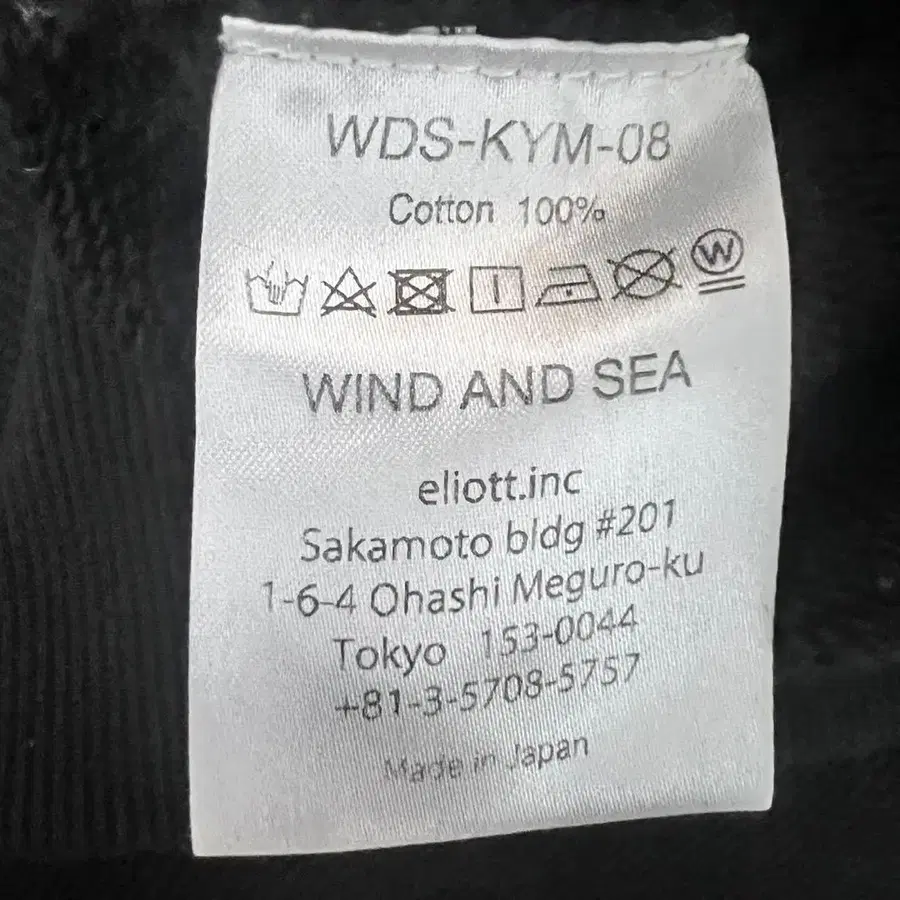 WDS-KYM-08
Cotton 100%
W
WIND AND SEA
eliott.inc
Sakamoto bldg #201
1-6-4 Ohashi Meguro-ku
Tokyo 153-0044
+81-3-5708-5757
Made in Japan